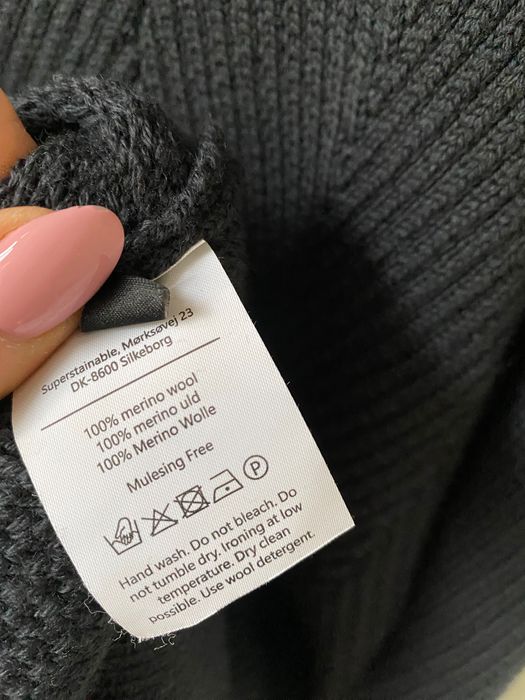 Superstainable, Mørksøvej 23
DK-8600 Silkeborg
100% merino wool
100% merino uld
100% Merino Wolle
Mulesing Free
P
Hand wash. Do not bleach. Do
not tumble dry. Ironing at low
temperature. Dry clean
possible. Use wool detergent.